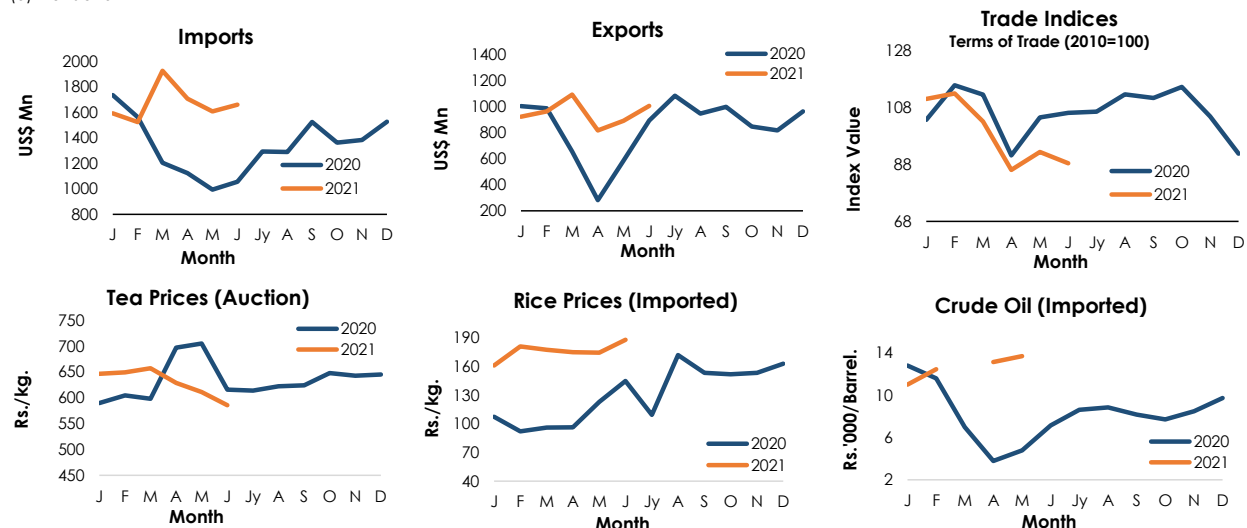 Imports
US$ Mn
2000
1800
1600
1400
1200
1000
800
2020
2021
J F M A M J Jy A S O N D
Month
Exports
US$ Mn
1400
1200
1000
800
600
400
200
2020
2021
J F M A M J Jy A S O N D
Month
Trade Indices
Terms of Trade (2010=100)
Index Value
128
108
88
68
2020
2021
J F M A M J Jy A S O N D
Month
Tea Prices (Auction)
Rs./kg.
750
700
650
600
550
500
450
2020
2021
J F M A M J Jy A S O N D
Month
Rice Prices (Imported)
Rs./kg.
190
160
130
100
70
40
2020
2021
J F M A M J Jy A S O N D
Month
Crude Oil (Imported)
Rs.'000/Barrel.
14
10
6
2
2020
2021
J F M A M J Jy A S O N D
Month